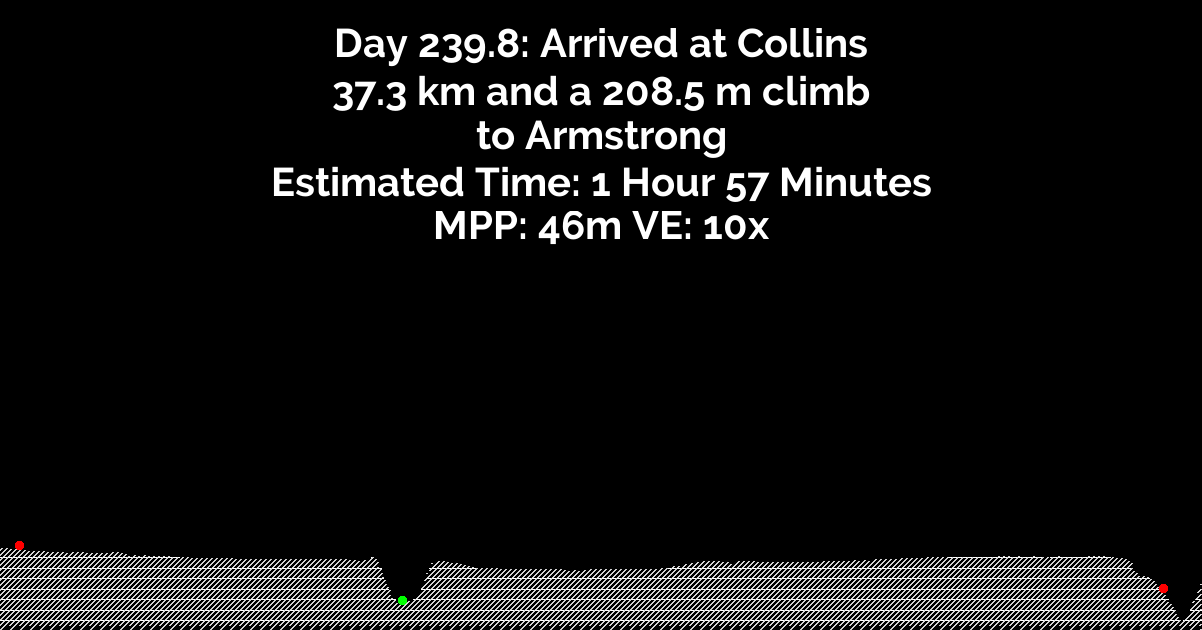 Day 239.8: Arrived at Collins
37.3 km and a 208.5 m climb
to Armstrong
Estimated Time: 1 Hour 57 Minutes
MPP: 46m VE: 10x